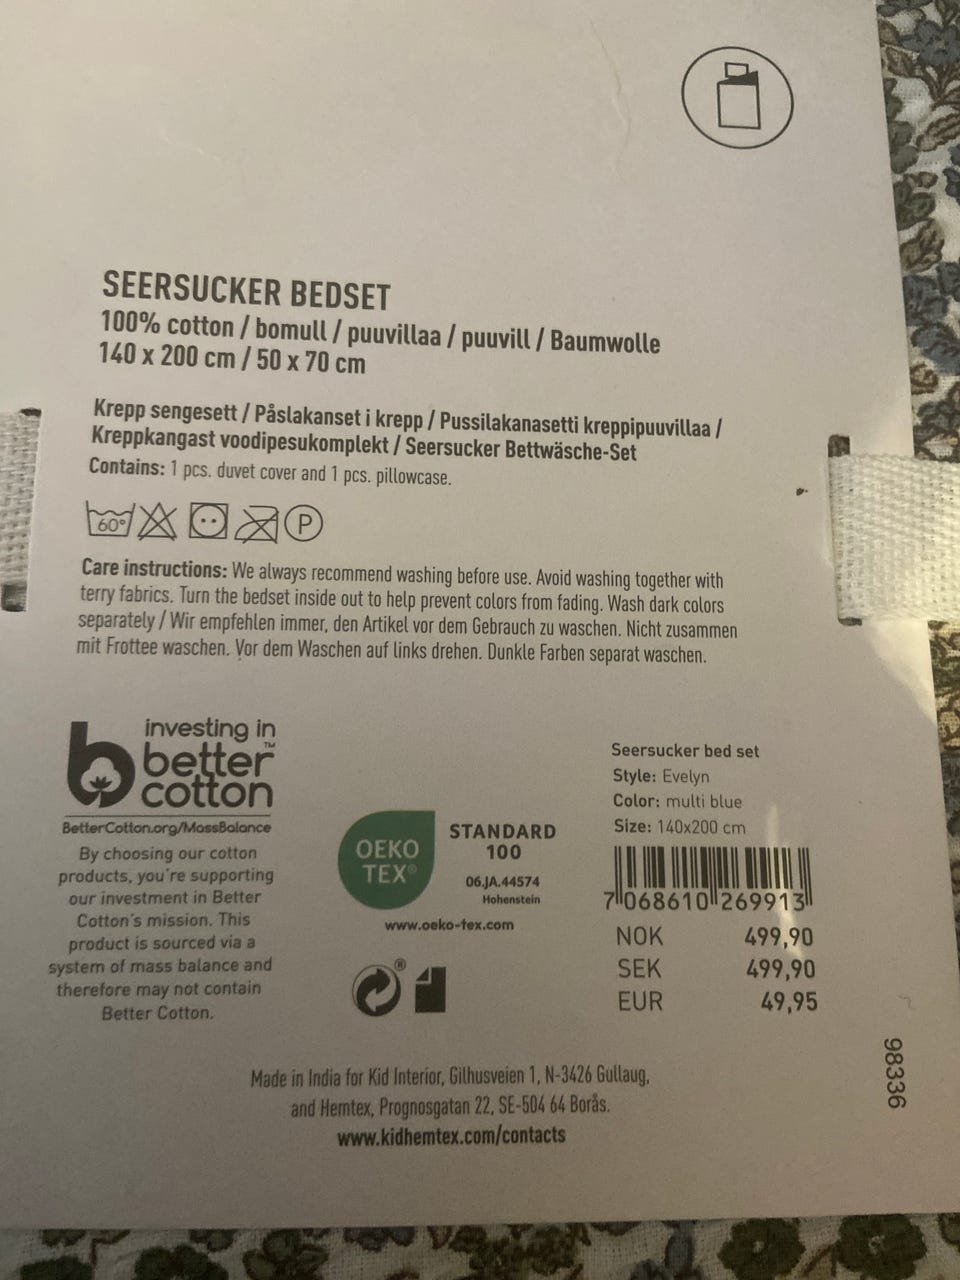 SEERSUCKER BEDSET
100% cotton / bomull / puuvillaa / puuvill / Baumwolle
140 x 200 cm / 50 x 70 cm
Krepp sengesett / Påslakanset i krepp / Pussilakanasetti kreppipuuvillaa /
Kreppkangast voodipesukomplekt / Seersucker Bettwäsche-Set
Contains: 1 pcs. duvet cover and 1 pcs. pillowcase.
60°
P
Care instructions: We always recommend washing before use. Avoid washing together with
terry fabrics. Turn the bedset inside out to help prevent colors from fading. Wash dark colors
separately / Wir empfehlen immer, den Artikel vor dem Gebrauch zu waschen. Nicht zusammen
mit Frottee waschen. Vor dem Waschen auf links drehen. Dunkle Farben separat waschen.
investing in
better™
cotton
BetterCotton.org/MassBalance
By choosing our cotton
products, you're supporting
our investment in Better
Cotton's mission. This
product is sourced via a
system of mass balance and
therefore may not contain
Better Cotton.
OEKO
TEX®
STANDARD
100
06.JA.44574
Hohenstein
www.oeko-tex.com
®
Seersucker bed set
Style: Evelyn
Color: multi blue
Size: 140x200 cm
7 068610 269913
NOK 499,90
SEK 499,90
EUR 49,95
98336
Made in India for Kid Interior, Gilhusveien 1, N-3426 Gullaug,
and Hemtex, Prognosgatan 22, SE-504 64 Borås.
www.kidhemtex.com/contacts